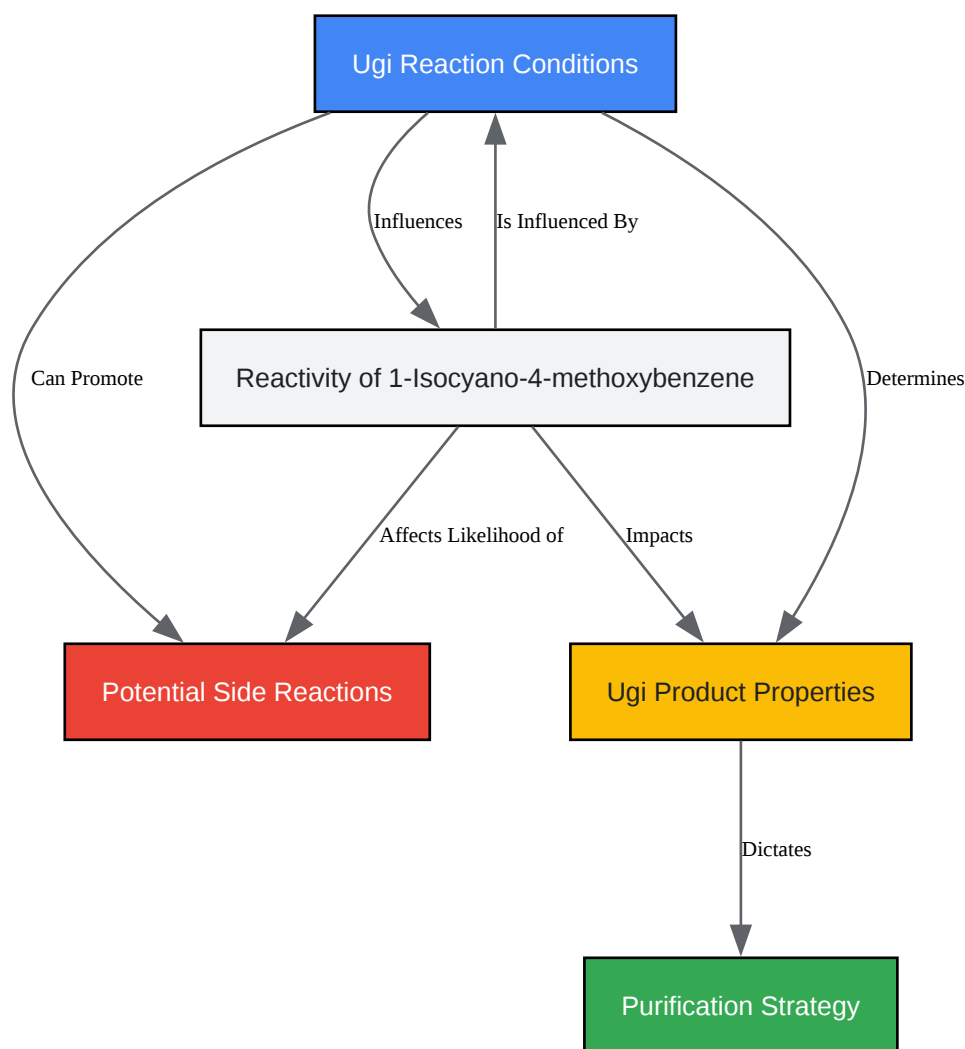 Ugi Reaction Conditions
Influences
Is Influenced By
Can Promote
Reactivity of 1-Isocyano-4-methoxybenzene
Determines
Affects Likelihood of
Impacts
Potential Side Reactions
Ugi Product Properties
Dictates
Purification Strategy